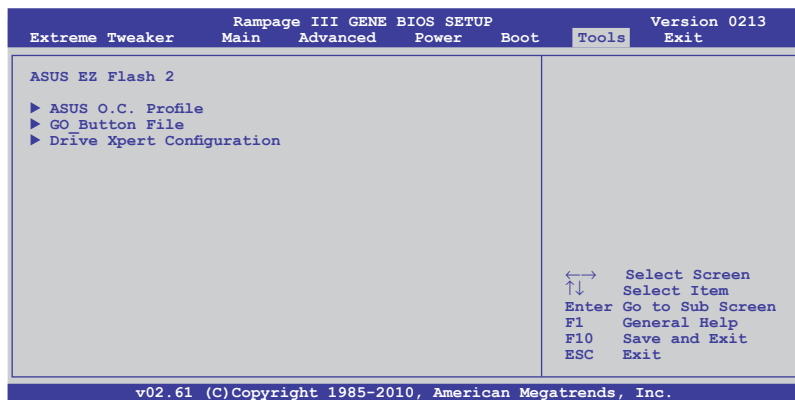 Rampage III GENE BIOS SETUP Version 0213
Extreme Tweaker Main Advanced Power Boot Tools Exit
ASUS EZ Flash 2
▶ ASUS O.C. Profile
▶ GO_Button File
▶ Drive Xpert Configuration
←→ Select Screen
↑↓ Select Item
Enter Go to Sub Screen
F1 General Help
F10 Save and Exit
ESC Exit
v02.61 (C)Copyright 1985-2010, American Megatrends, Inc.